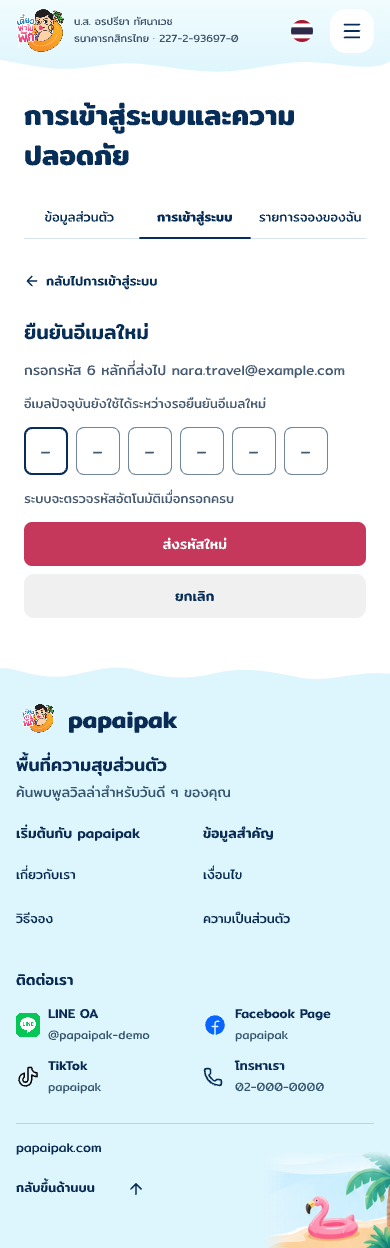 น.ส. อรปรียา ทัศนาเวช
ธนาคารกสิกรไทย · 227-2-93697-0
การเข้าสู่ระบบและความ
ปลอดภัย
ข้อมูลส่วนตัว
การเข้าสู่ระบบ
รายการจองของฉัน
กลับไปการเข้าสู่ระบบ
ยืนยันอีเมลใหม่
กรอกรหัส 6 หลักที่ส่งไป nara.travel@example.com
อีเมลปัจจุบันยังใช้ได้ระหว่างรอยืนยันอีเมลใหม่
– – – – – –
ระบบจะตรวจรหัสอัตโนมัติเมื่อกรอกครบ
ส่งรหัสใหม่
ยกเลิก
papaipak
พื้นที่ความสุขส่วนตัว
ค้นพบพูลวิลล่าสำหรับวันดี ๆ ของคุณ
เริ่มต้นกับ papaipak
ข้อมูลสำคัญ
เกี่ยวกับเรา
เงื่อนไข
วิธีจอง
ความเป็นส่วนตัว
ติดต่อเรา
LINE
LINE OA
@papaipak-demo
Facebook Page
papaipak
TikTok
papaipak
โทรหาเรา
02-000-0000
papaipak.com
กลับขึ้นด้านบน